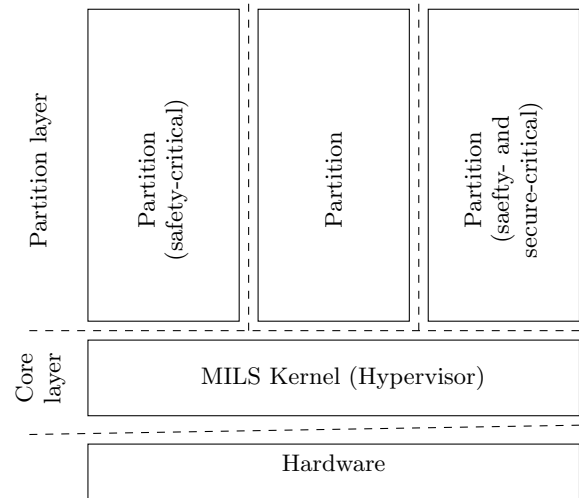 Partition layer
Partition
(safety-critical)
Partition
Partition
(saefty- and
secure-critical)
Core
layer
MILS Kernel (Hypervisor)
Hardware